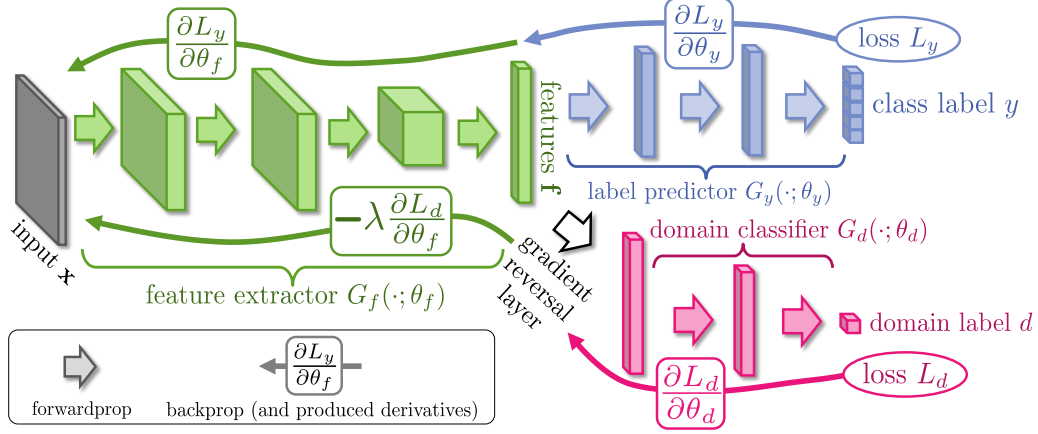 ∂L_y
∂θ_f
∂L_y
∂θ_y
loss L_y
features f
class label y
label predictor G_y(·; θ_y)
input x
−λ ∂L_d
∂θ_f
feature extractor G_f(·; θ_f)
gradient
reversal
layer
domain classifier G_d(·; θ_d)
domain label d
∂L_d
∂θ_d
loss L_d
∂L_y
∂θ_f
forwardprop
backprop (and produced derivatives)